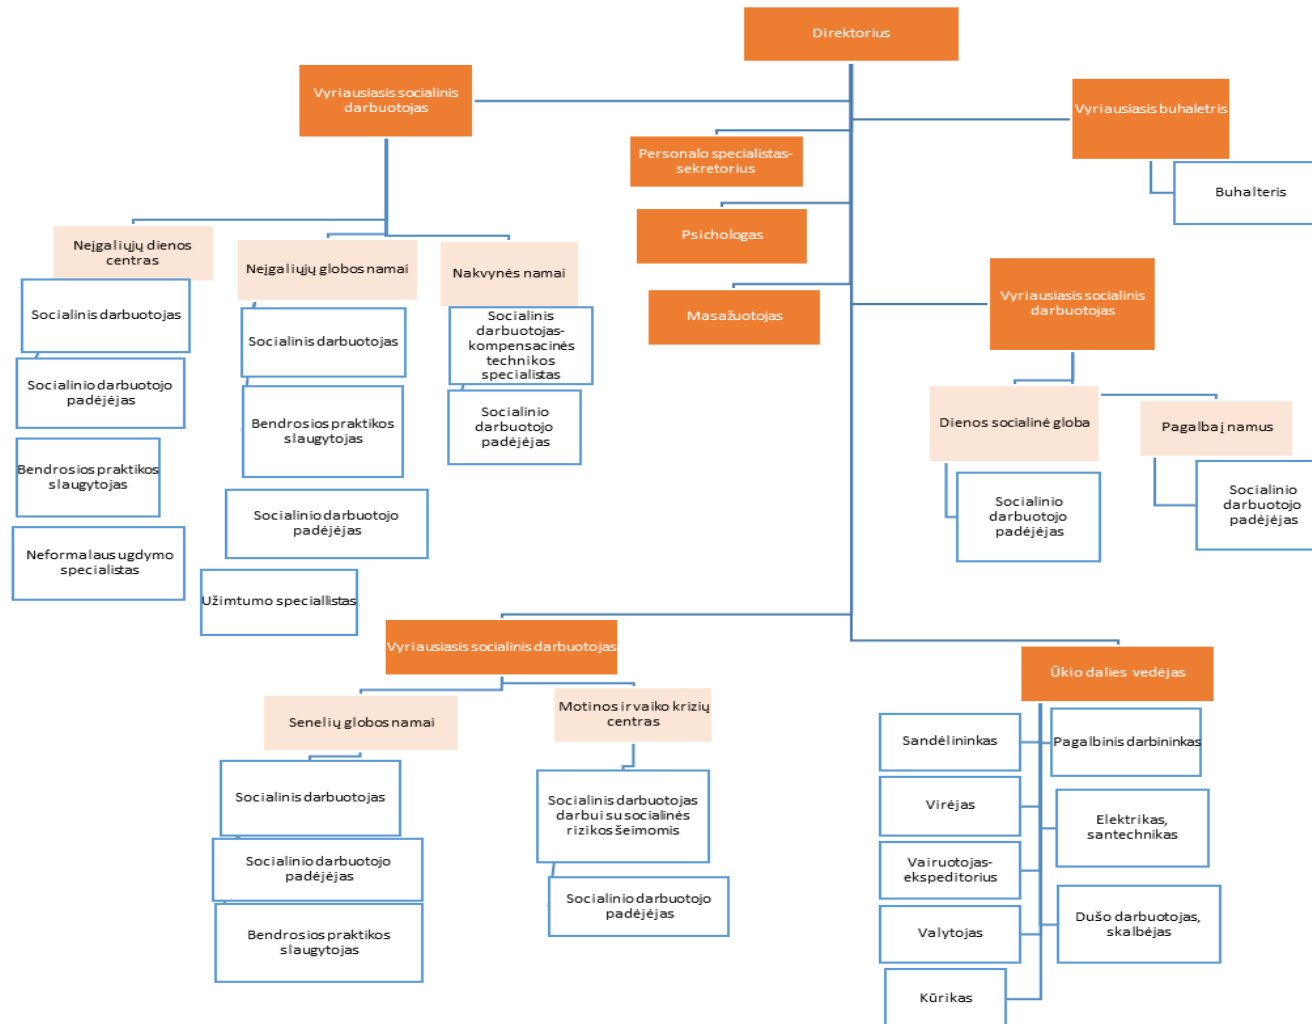 Direktorius
Vyriausiasis socialinis
darbuotojas
Vyriausiasis buhaletris
Personalo specialistas-
sekretorius
Buhalteris
Psichologas
Neįgaliųjų dienos
centras
Neįgaliųjų globos namai
Nakvynės namai
Vyriausiasis socialinis
darbuotojas
Masažuotojas
Socialinis darbuotojas
Socialinis darbuotojas
Socialinis
darbuotojas-
kompensacinės
technikos
specialistas
Socialinio darbuotojo
padėjėjas
Bendrosios praktikos
slaugytojas
Socialinio
darbuotojo
padėjėjas
Dienos socialinė globa
Pagalba į namus
Bendrosios praktikos
slaugytojas
Socialinio darbuotojo
padėjėjas
Socialinio
darbuotojo
padėjėjas
Socialinio
darbuotojo
padėjėjas
Neformalaus ugdymo
specialistas
Užimtumo speciallistas
Vyriausiasis socialinis darbuotojas
Ūkio dalies vedėjas
Senelių globos namai
Motinos ir vaiko krizių
centras
Sandėlininkas
Pagalbinis darbininkas
Socialinis darbuotojas
Socialinis darbuotojas
darbui su socialinės
rizikos šeimomis
Virėjas
Elektrikas,
santechnikas
Socialinio darbuotojo
padėjėjas
Vairuotojas-
ekspeditorius
Socialinio darbuotojo
padėjėjas
Bendrosios praktikos
slaugytojas
Valytojas
Dušo darbuotojas,
skalbėjas
Kūrikas